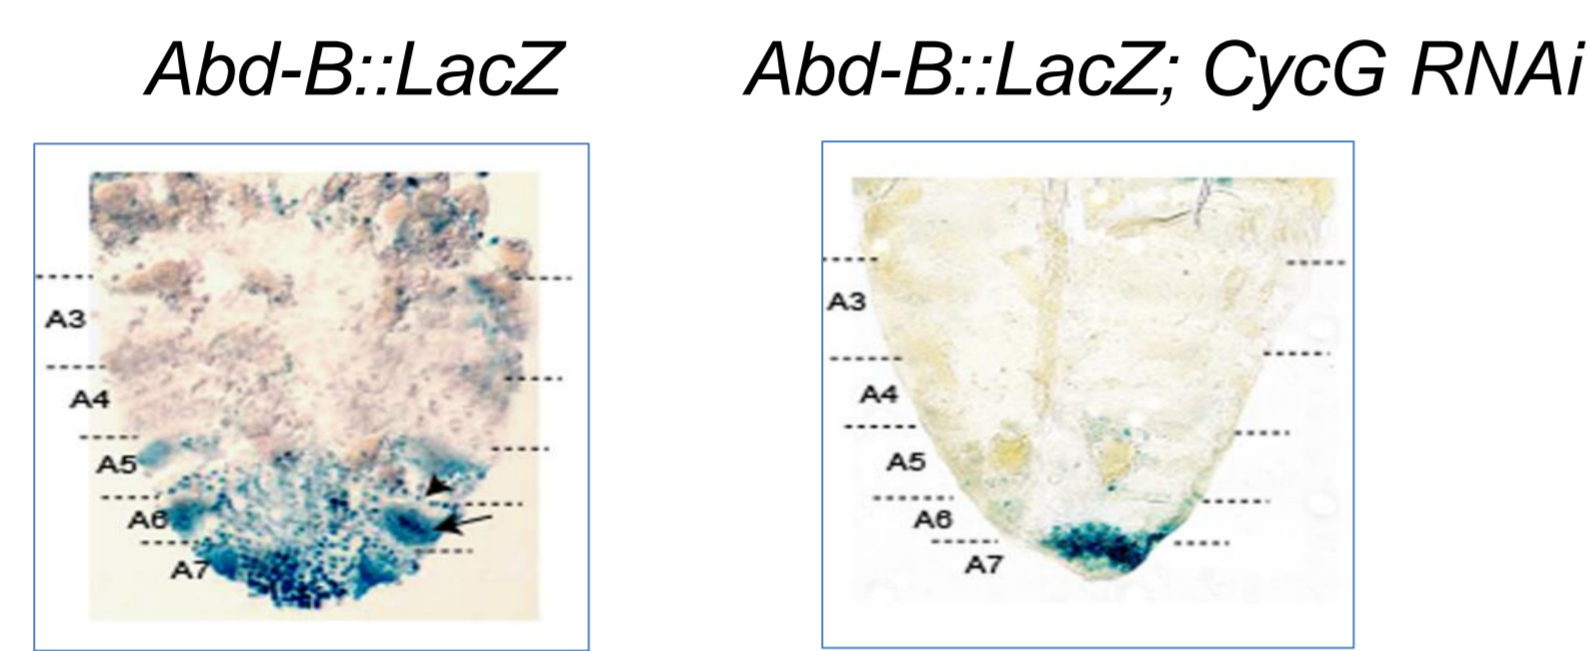 Abd-B::LacZ
Abd-B::LacZ; CycG RNAi
A3
A4
A5
A6
A7
A3
A4
A5
A6
A7